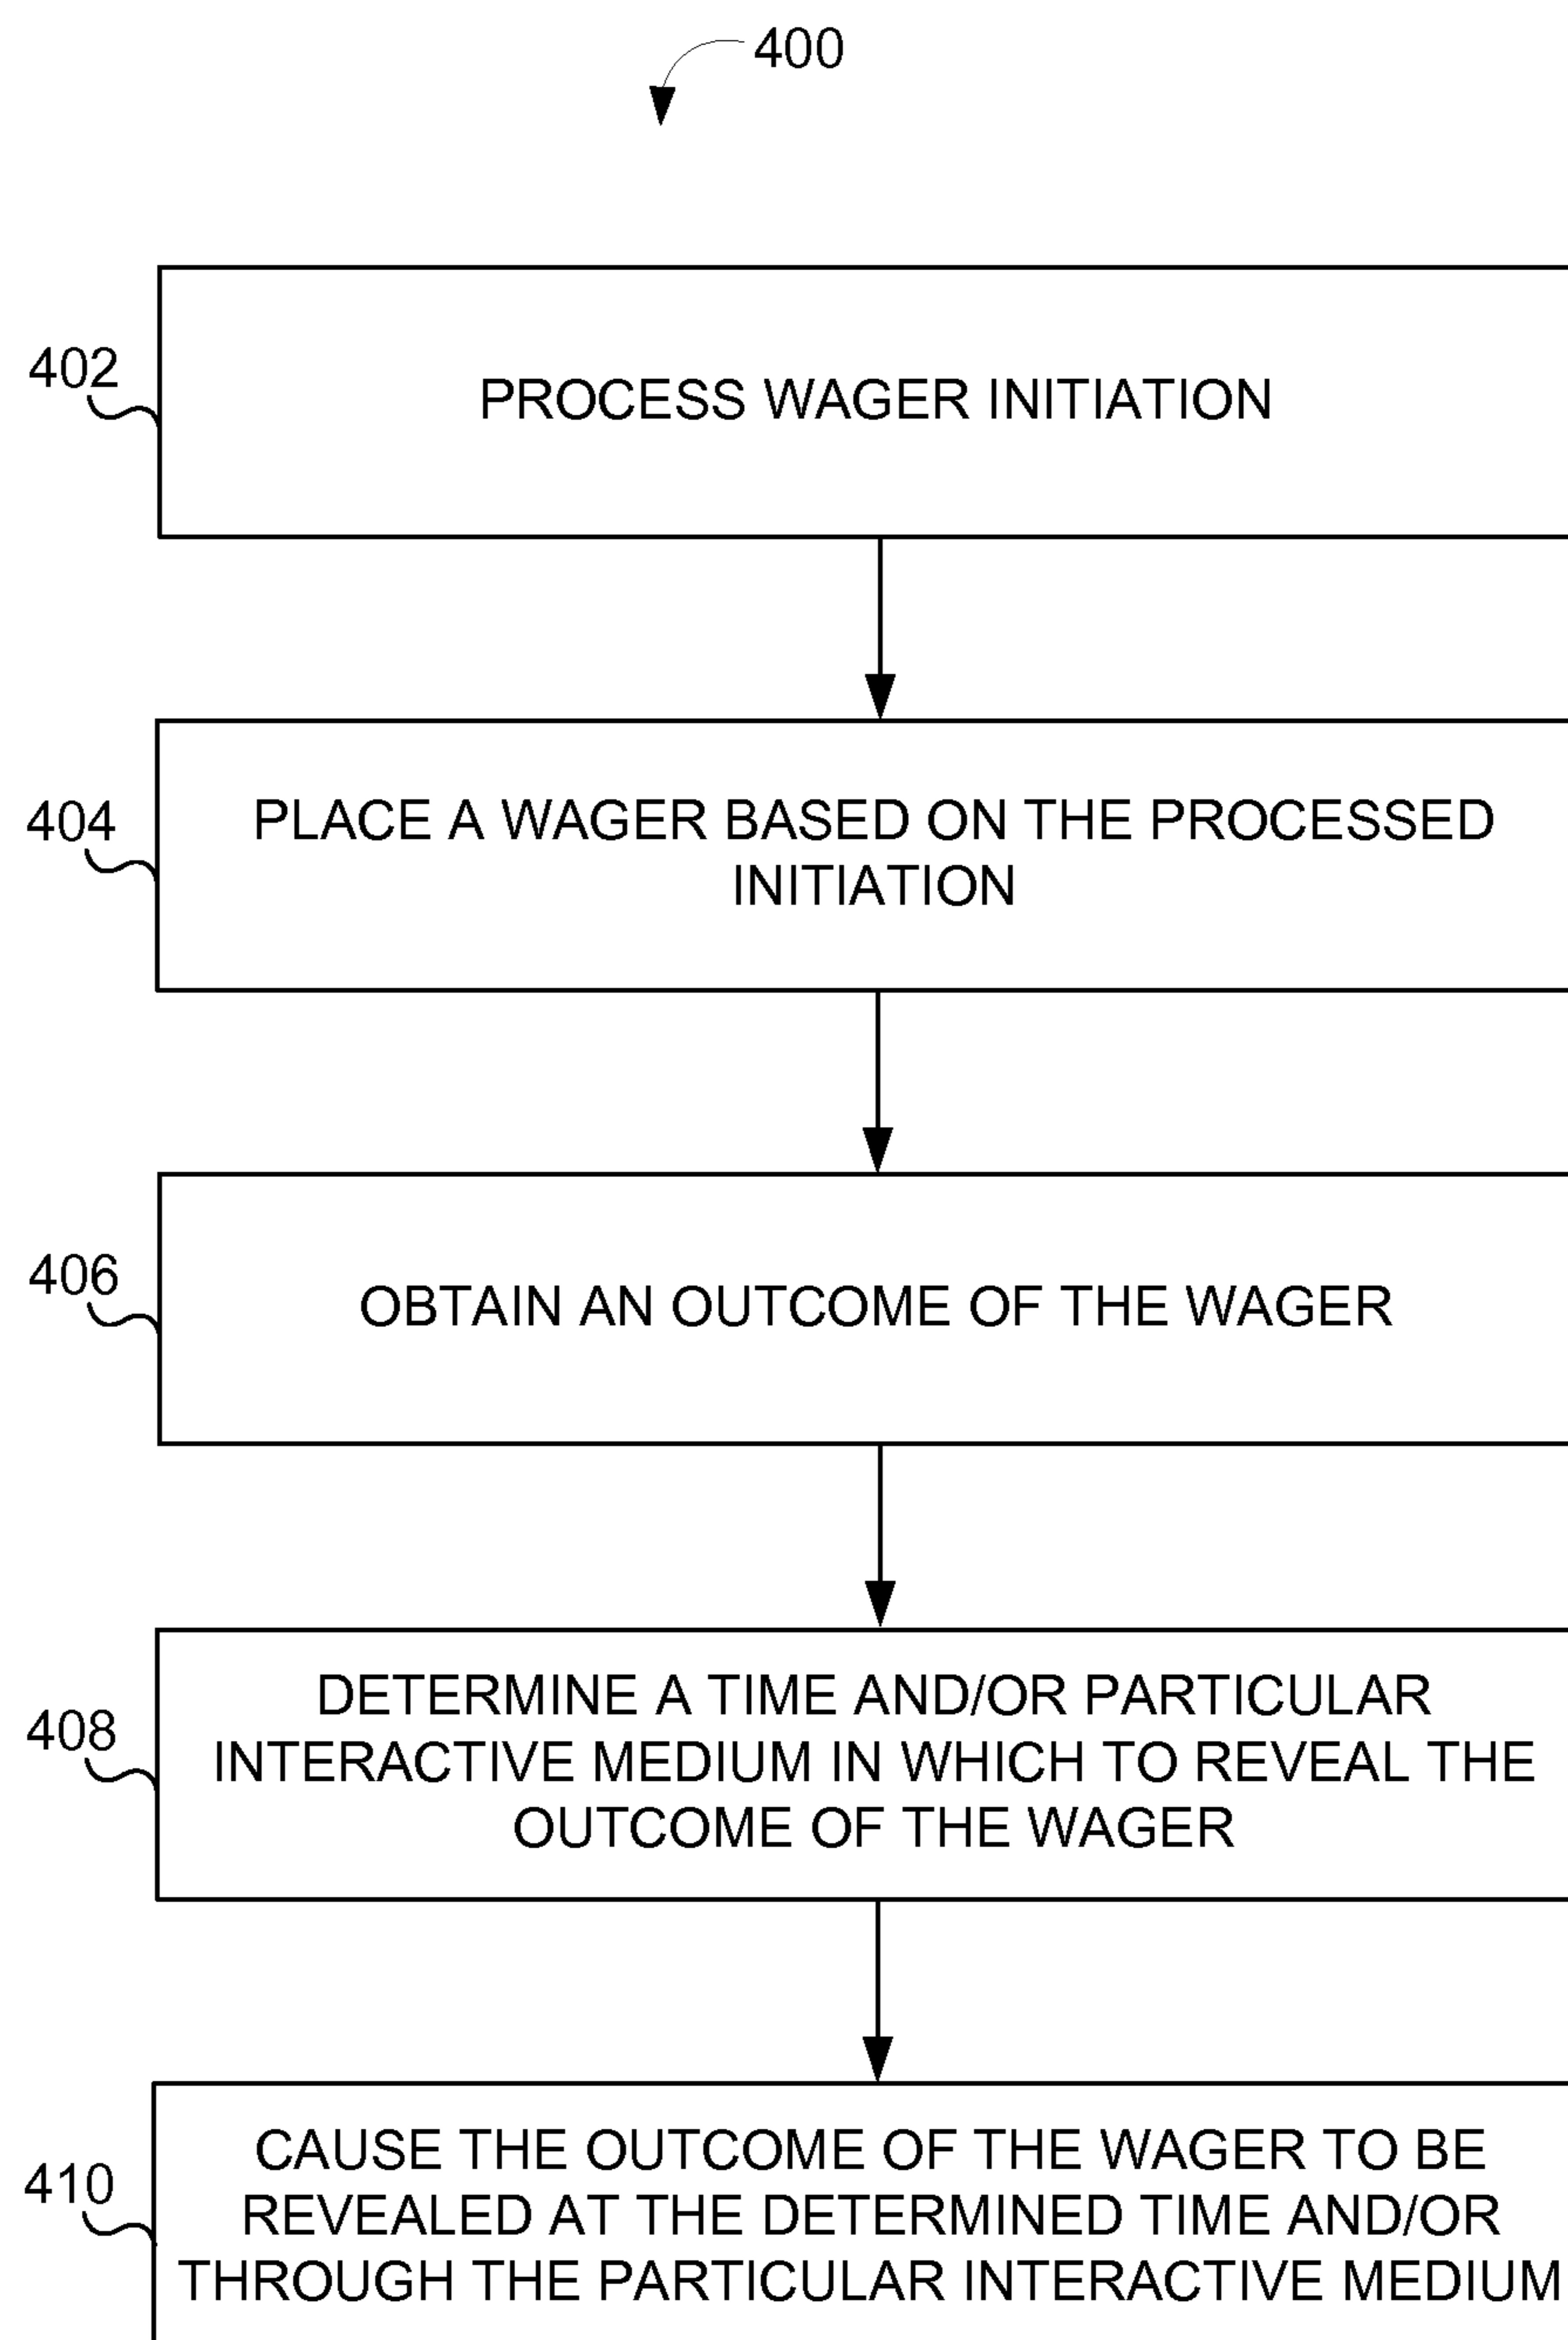 400
402
PROCESS WAGER INITIATION
404
PLACE A WAGER BASED ON THE PROCESSED
INITIATION
406
OBTAIN AN OUTCOME OF THE WAGER
408
DETERMINE A TIME AND/OR PARTICULAR
INTERACTIVE MEDIUM IN WHICH TO REVEAL THE
OUTCOME OF THE WAGER
410
CAUSE THE OUTCOME OF THE WAGER TO BE
REVEALED AT THE DETERMINED TIME AND/OR
THROUGH THE PARTICULAR INTERACTIVE MEDIUM